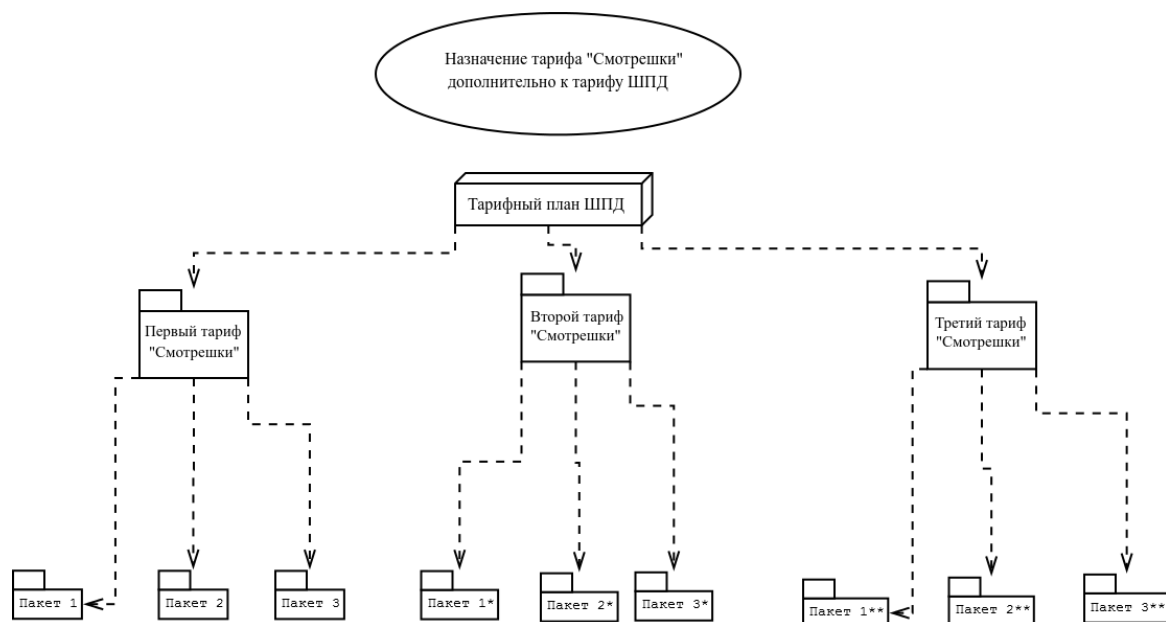 Назначение тарифа "Смотрешки"
дополнительно к тарифу ШПД
Тарифный план ШПД
Первый тариф
"Смотрешки"
Второй тариф
"Смотрешки"
Третий тариф
"Смотрешки"
Пакет 1
Пакет 2
Пакет 3
Пакет 1*
Пакет 2*
Пакет 3*
Пакет 1**
Пакет 2**
Пакет 3**